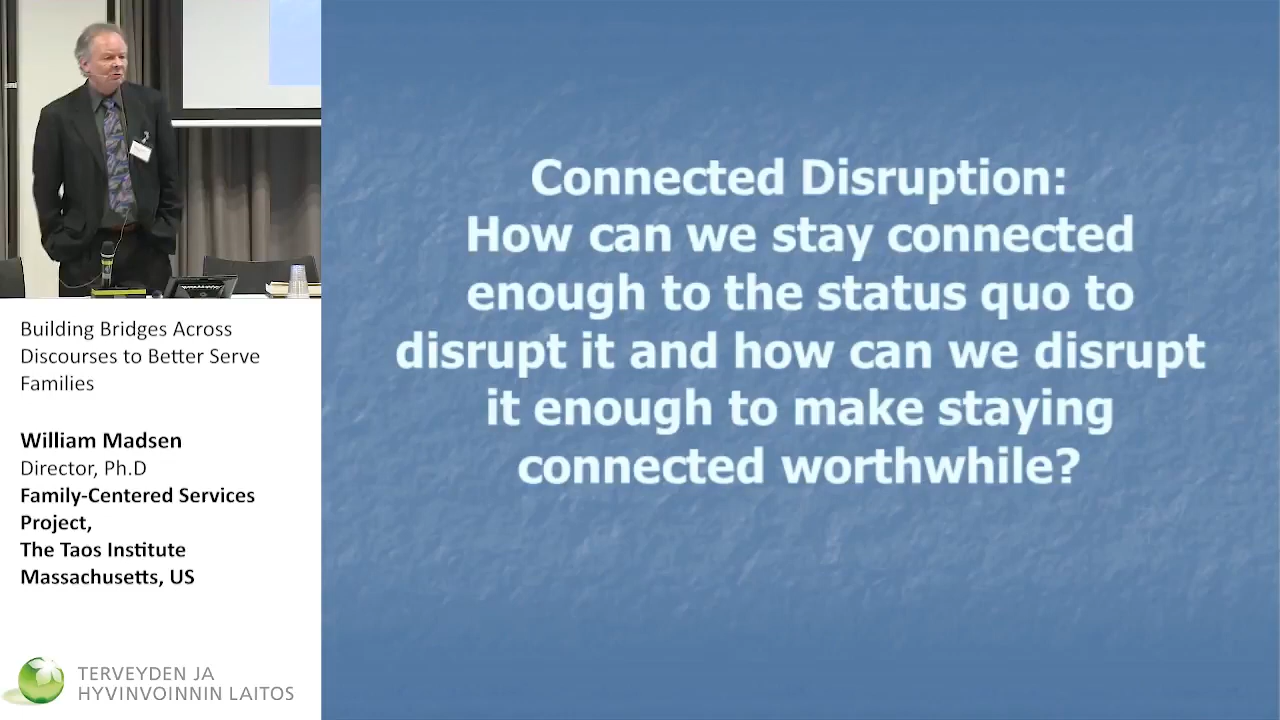 Building Bridges Across
Discourses to Better Serve
Families
William Madsen
Director, Ph.D
Family-Centered Services
Project,
The Taos Institute
Massachusetts, US
TERVEYDEN JA
HYVINVOINNIN LAITOS
Connected Disruption:
How can we stay connected
enough to the status quo to
disrupt it and how can we disrupt
it enough to make staying
connected worthwhile?